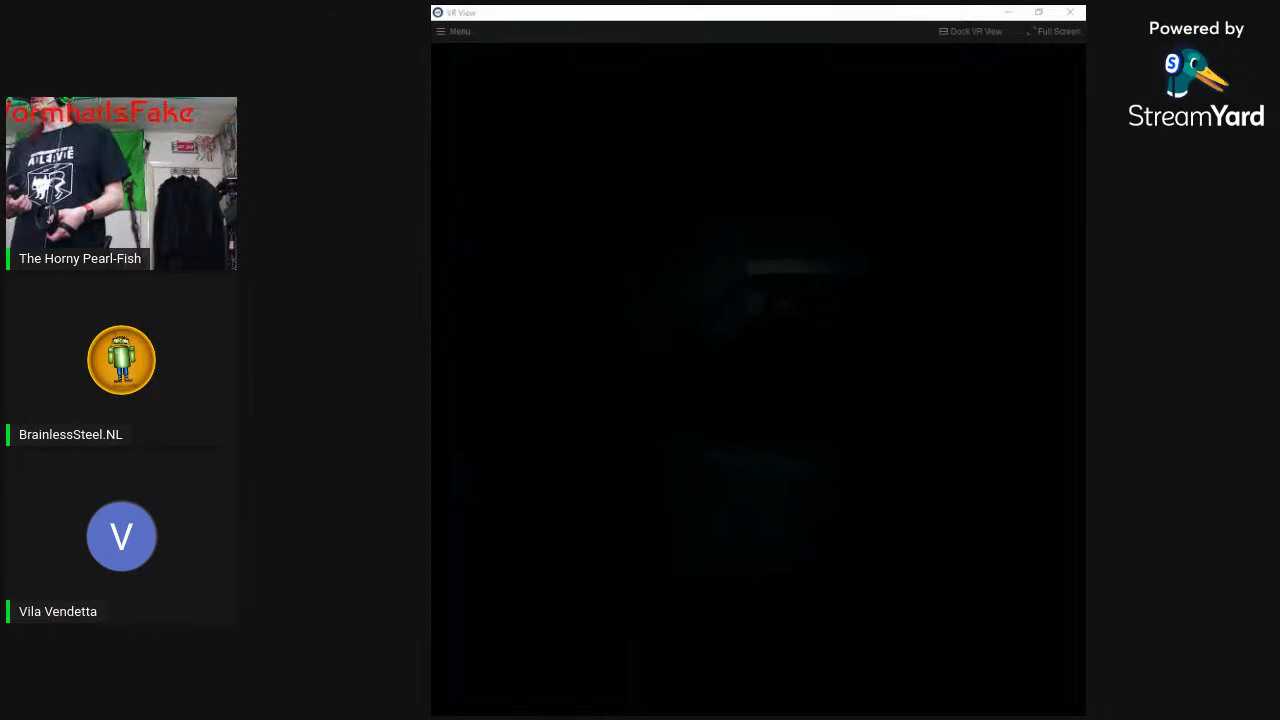 VR View
Menu
Dock VR View
Full Screen
Powered by
S
StreamYard
The Horny Pearl-Fish
BrainlessSteel.NL
V
Vila Vendetta